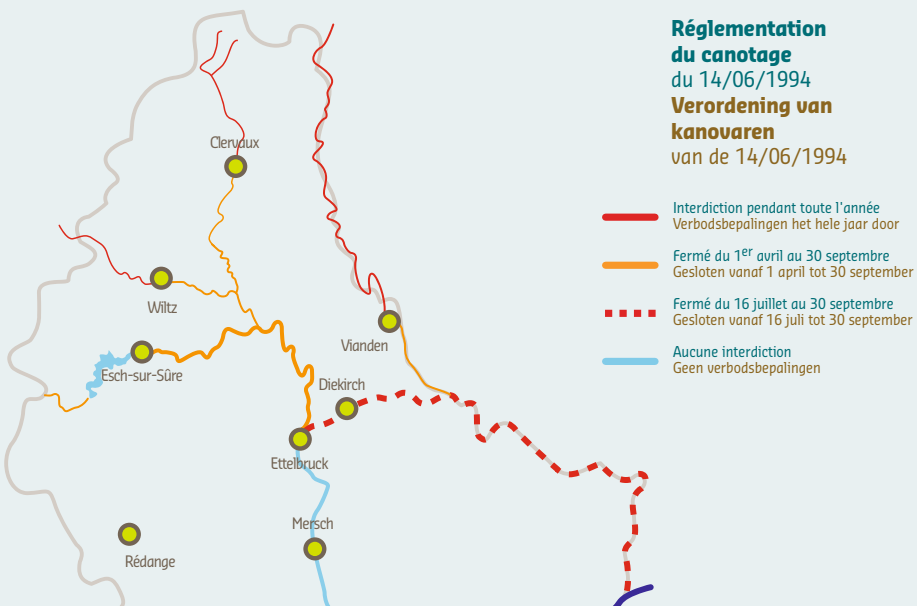 Réglementation
du canotage
du 14/06/1994
Verordening van
kanovaren
van de 14/06/1994
Interdiction pendant toute l'année
Verbodsbepalingen het hele jaar door
Fermé du 1er avril au 30 septembre
Gesloten vanaf 1 april tot 30 september
Fermé du 16 juillet au 30 septembre
Gesloten vanaf 16 juli tot 30 september
Aucune interdiction
Geen verbodsbepalingen
Clervaux
Wiltz
Vianden
Esch-sur-Sûre
Diekirch
Ettelbruck
Mersch
Rédange